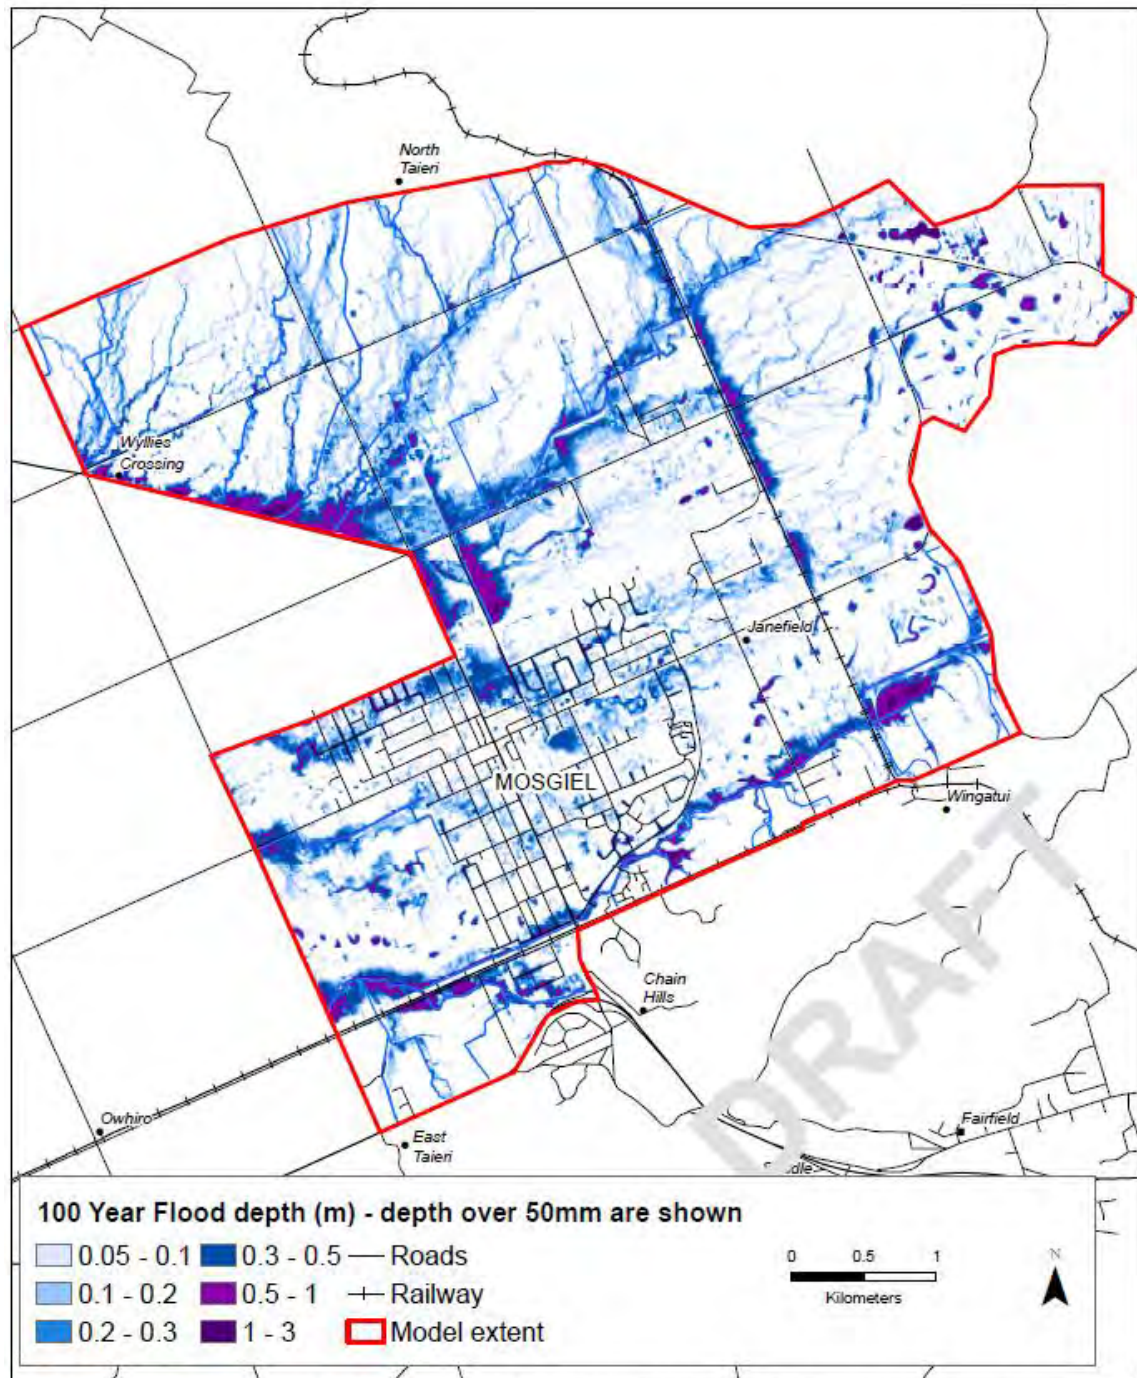 North
Taieri
Wyllies
Crossing
Janefield
MOSGIEL
Wingatui
Chain
Hills
DRAFT
Owhiro
East
Taieri
Fairfield
100 Year Flood depth (m) - depth over 50mm are shown
0.05 - 0.1
0.3 - 0.5
Roads
0.1 - 0.2
0.5 - 1
Railway
0.2 - 0.3
1 - 3
Model extent
0 0.5 1
Kilometers
N